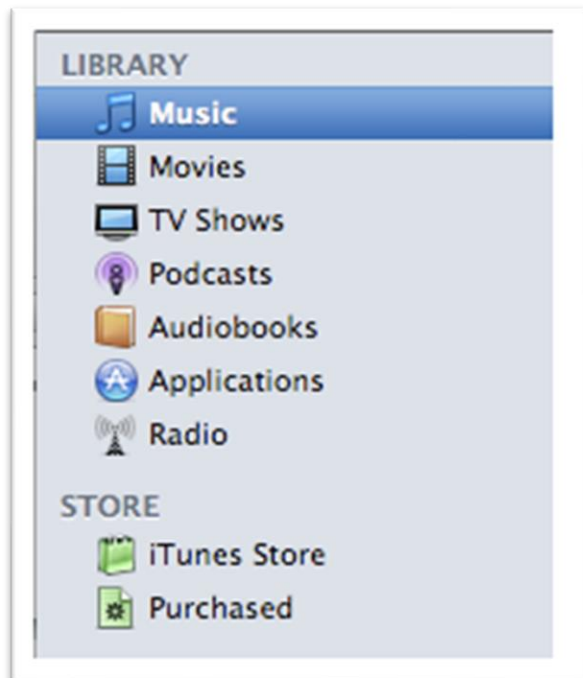 LIBRARY
Music
Movies
TV Shows
Podcasts
Audiobooks
Applications
Radio
STORE
iTunes Store
Purchased